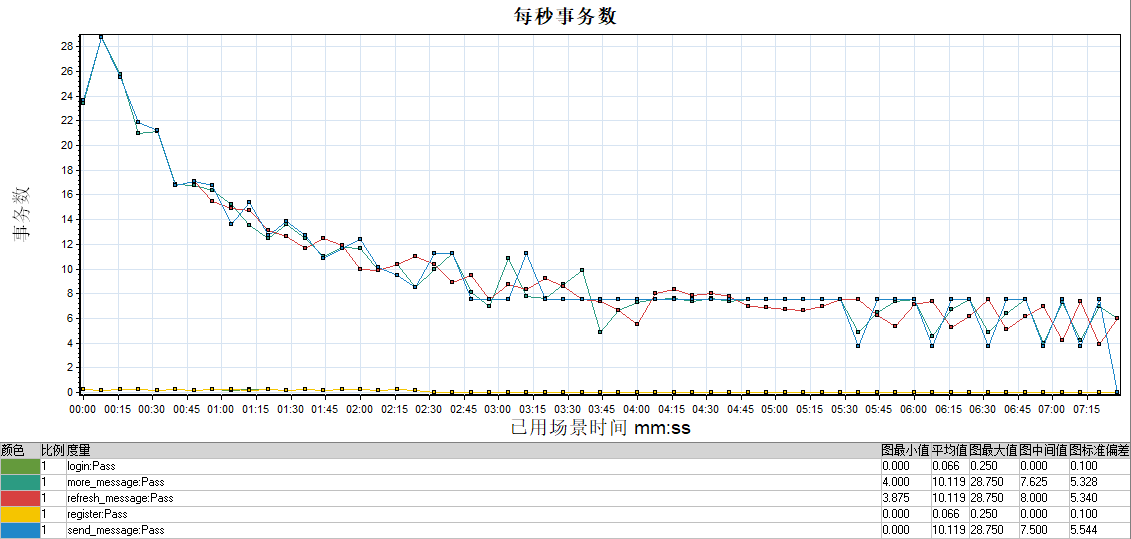 每秒事务数
28
26
24
22
20
18
16
14
12
10
8
6
4
2
0
事务数
00:00 00:15 00:30 00:45 01:00 01:15 01:30 01:45 02:00 02:15 02:30 02:45 03:00 03:15 03:30 03:45 04:00 04:15 04:30 04:45 05:00 05:15 05:30 05:45 06:00 06:15 06:30 06:45 07:00 07:15
已用场景时间 mm:ss
颜色 比例 度量 图最小值 平均值 图最大值 图中间值 图标准偏差
1 login:Pass 0.000 0.066 0.250 0.000 0.100
1 more_message:Pass 4.000 10.119 28.750 7.625 5.328
1 refresh_message:Pass 3.875 10.119 28.750 8.000 5.340
1 register:Pass 0.000 0.066 0.250 0.000 0.100
1 send_message:Pass 0.000 10.119 28.750 7.500 5.544